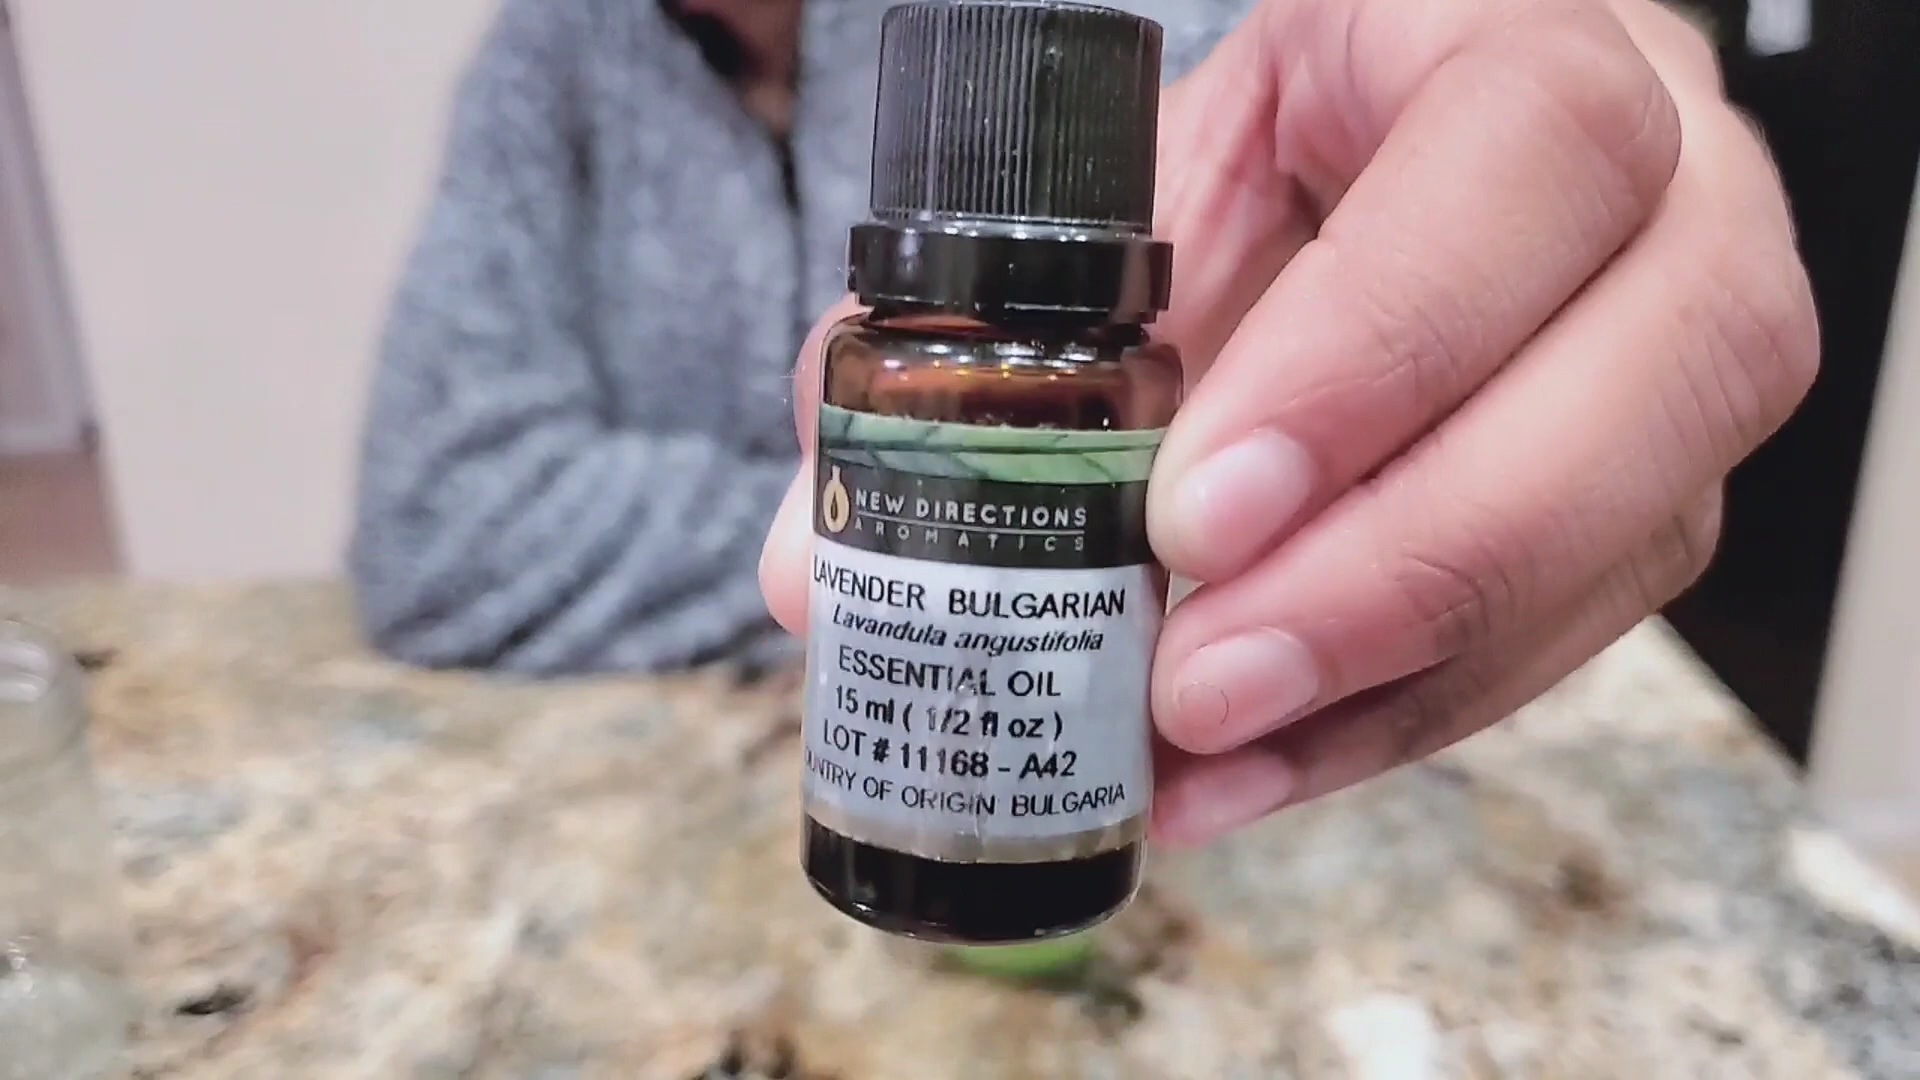 NEW DIRECTIONS
AROMATICS
LAVENDER BULGARIAN
Lavandula angustifolia
ESSENTIAL OIL
15 ml ( 1/2 fl oz )
LOT # 11168 - A42
OUNTRY OF ORIGIN BULGARIA